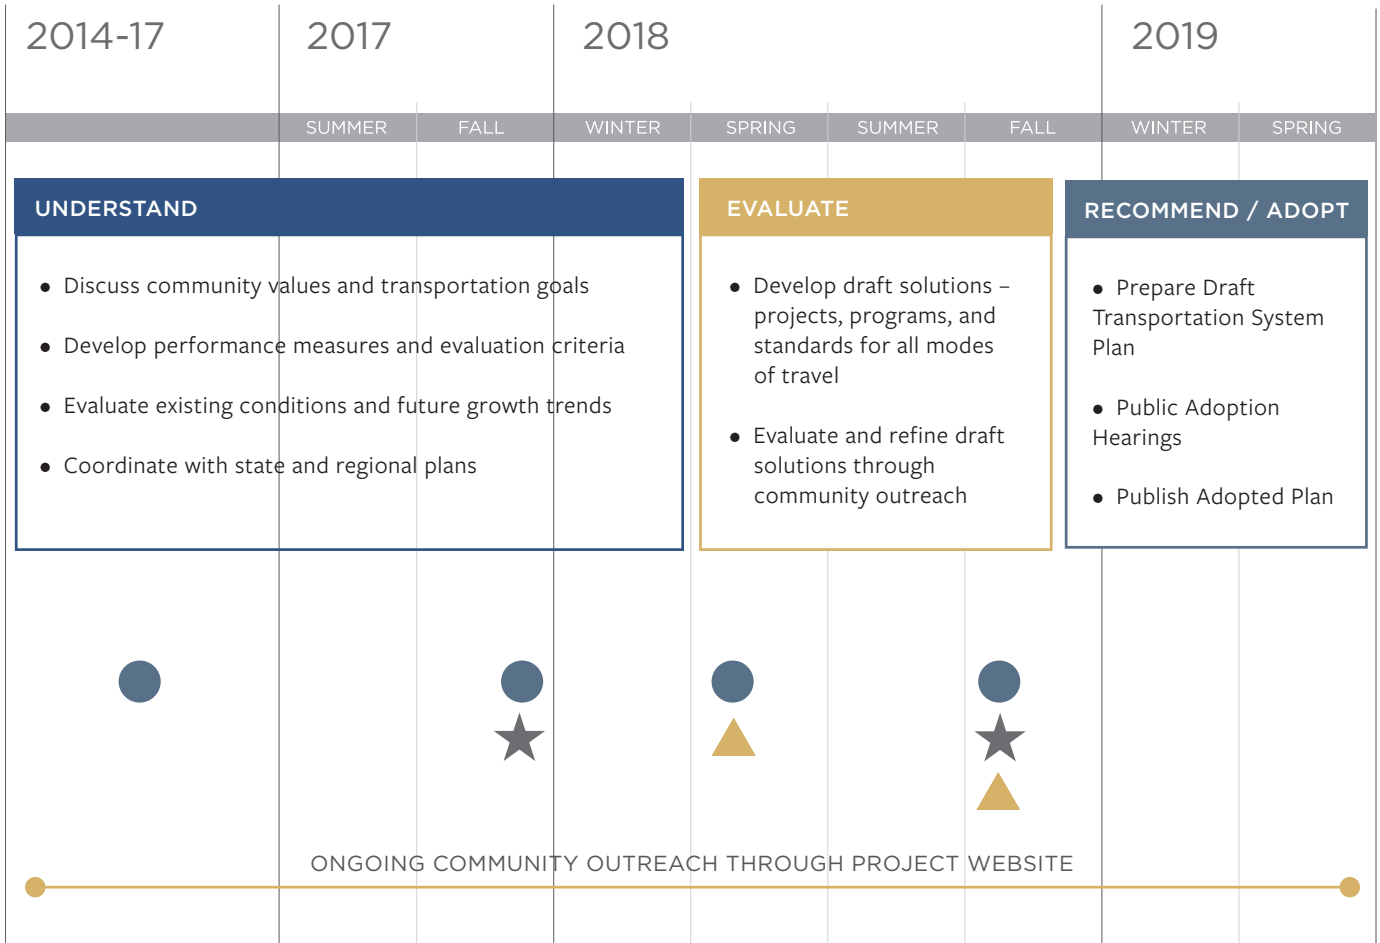 2014-17
2017
2018
2019
SUMMER
FALL
WINTER
SPRING
SUMMER
FALL
WINTER
SPRING
UNDERSTAND
● Discuss community values and transportation goals
● Develop performance measures and evaluation criteria
● Evaluate existing conditions and future growth trends
● Coordinate with state and regional plans
EVALUATE
● Develop draft solutions –
projects, programs, and
standards for all modes
of travel
● Evaluate and refine draft
solutions through
community outreach
RECOMMEND / ADOPT
● Prepare Draft
Transportation System
Plan
● Public Adoption
Hearings
● Publish Adopted Plan
ONGOING COMMUNITY OUTREACH THROUGH PROJECT WEBSITE